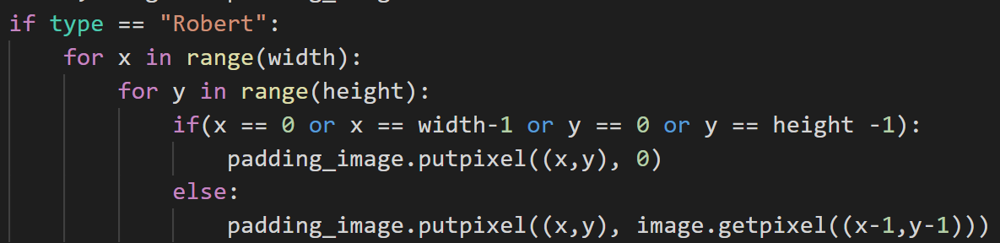 if type == "Robert":
for x in range(width):
for y in range(height):
if(x == 0 or x == width-1 or y == 0 or y == height -1):
padding_image.putpixel((x,y), 0)
else:
padding_image.putpixel((x,y), image.getpixel((x-1,y-1)))